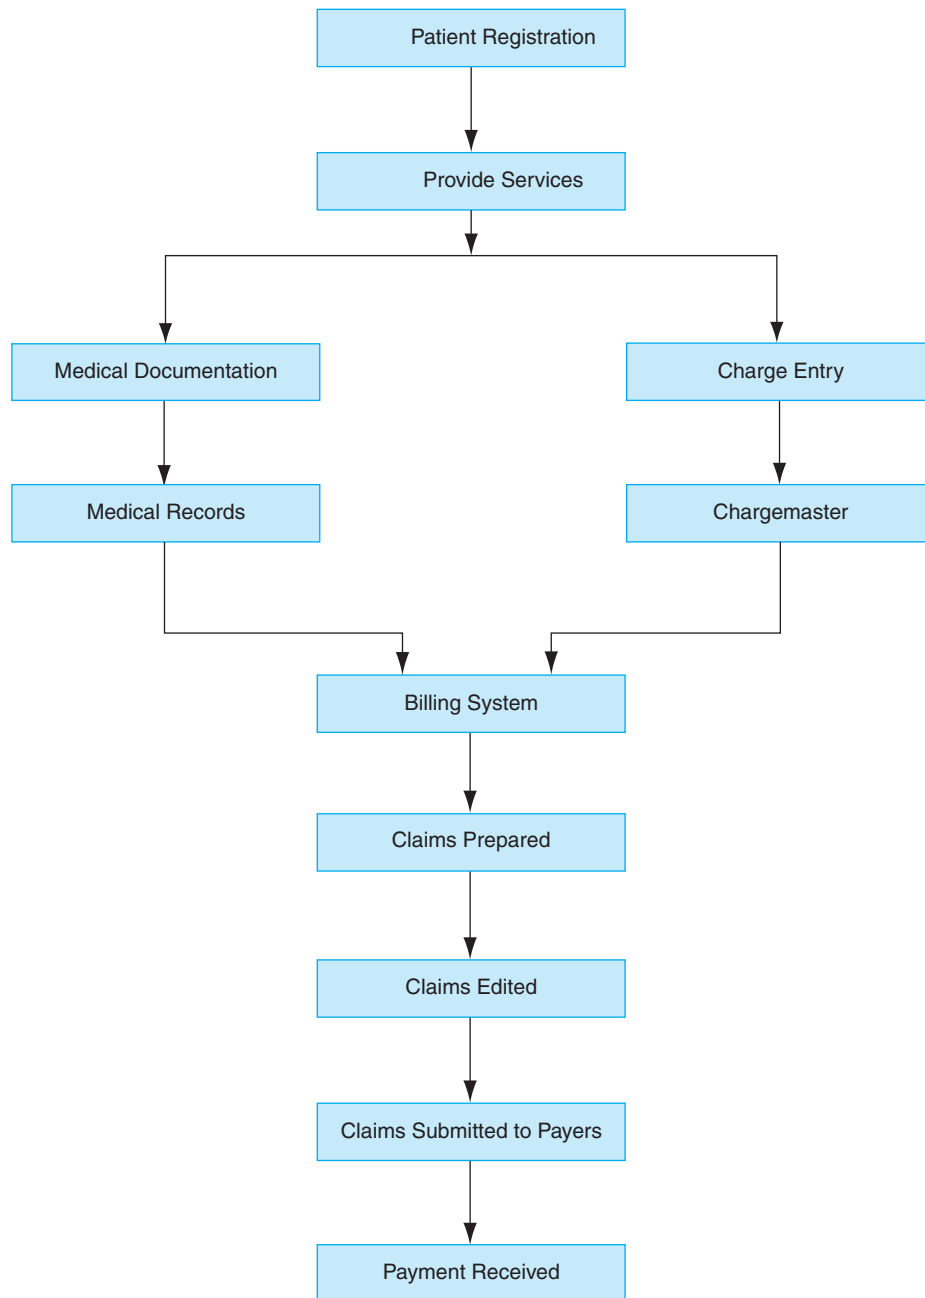 Patient Registration
Provide Services
Medical Documentation
Charge Entry
Medical Records
Chargemaster
Billing System
Claims Prepared
Claims Edited
Claims Submitted to Payers
Payment Received